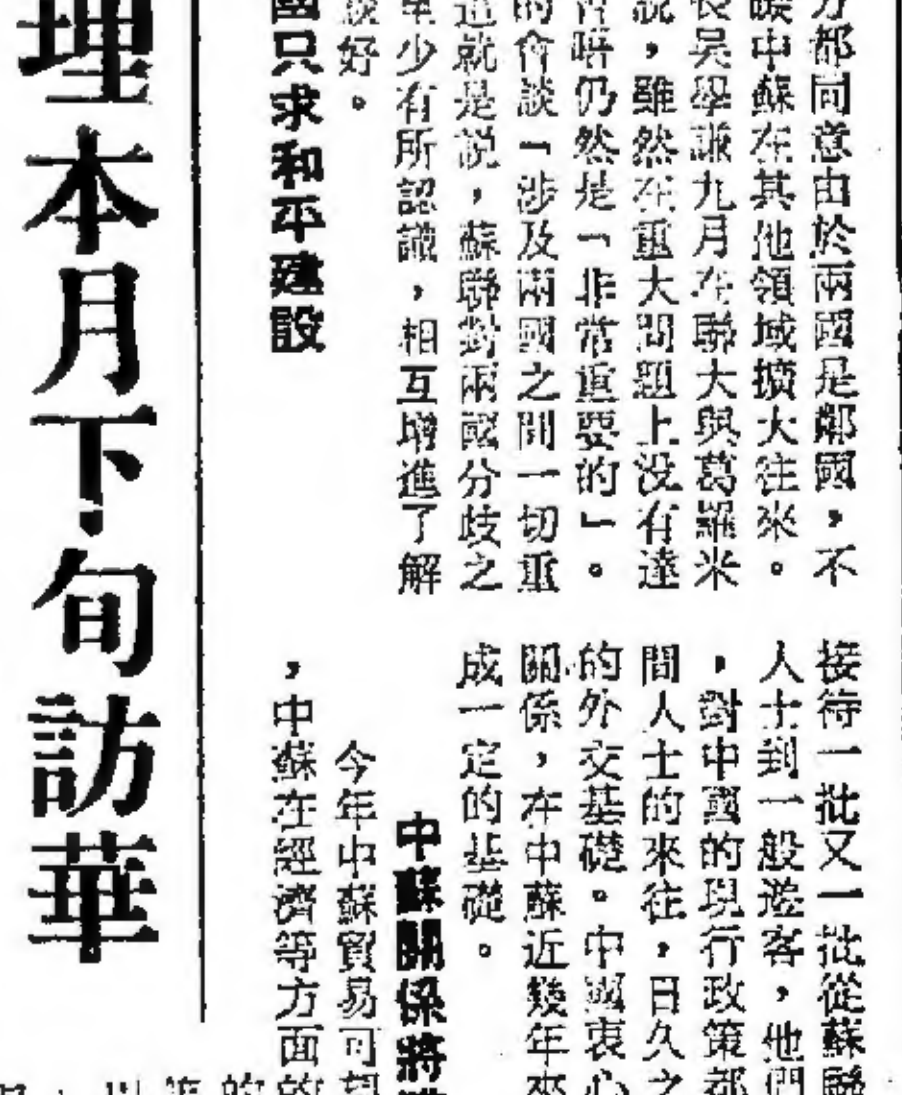 方都同意由於兩國是鄰國，不
礙中蘇在其他領域擴大往來。
長吳學謙九月在聯大與葛羅米
說，雖然在重大問題上没有達
會晤仍然是「非常重要的」。
的會談「涉及兩國之間一切重
這就是説，蘇聯對兩國分歧之
至少有所認識，相互增進了解
好。
國只求和平建設
接待一批又一批從蘇聯
人士到一般遊客，他們
，對中國的現行政策都
間人士的來往，日久之
的外交基礎。中國衷心
關係，在中蘇近幾年來
成一定的基礎。
中蘇關係將
今年中蘇貿易可望
，中蘇在經濟等方面的
理本月下旬訪華